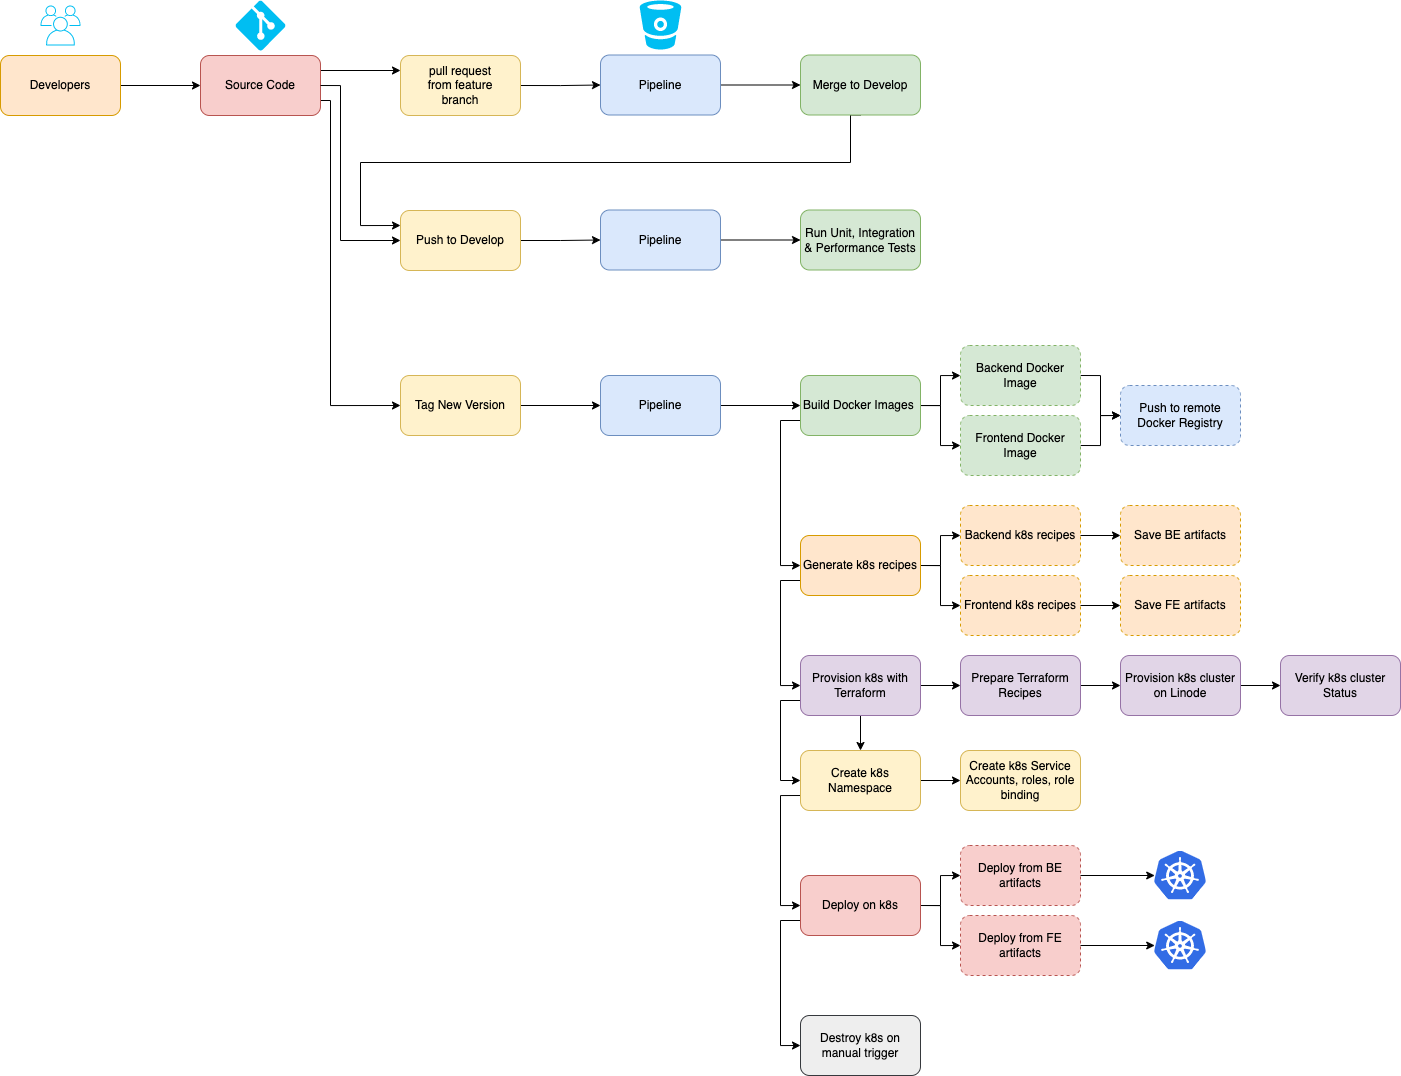 Developers
Source Code
pull request
from feature
branch
Pipeline
Merge to Develop
Push to Develop
Pipeline
Run Unit, Integration
& Performance Tests
Tag New Version
Pipeline
Build Docker Images
Backend Docker
Image
Frontend Docker
Image
Push to remote
Docker Registry
Generate k8s recipes
Backend k8s recipes
Save BE artifacts
Frontend k8s recipes
Save FE artifacts
Provision k8s with
Terraform
Prepare Terraform
Recipes
Provision k8s cluster
on Linode
Verify k8s cluster
Status
Create k8s
Namespace
Create k8s Service
Accounts, roles, role
binding
Deploy on k8s
Deploy from BE
artifacts
Deploy from FE
artifacts
Destroy k8s on
manual trigger